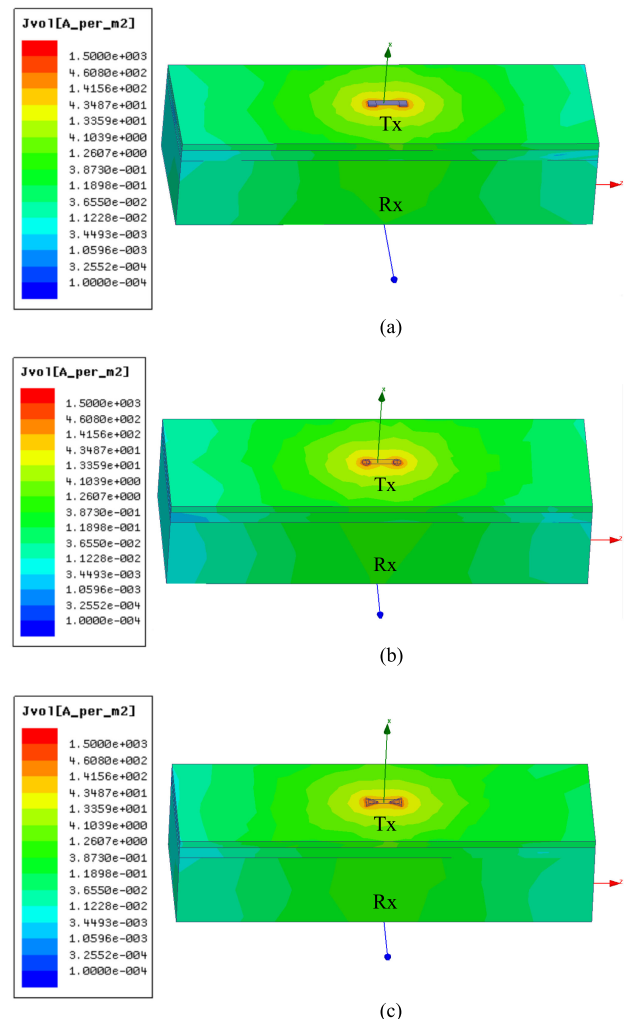 Jvol[A_per_m2]
1.5000e+003
4.6080e+002
1.4156e+002
4.3487e+001
1.3359e+001
4.1039e+000
1.2607e+000
3.8730e-001
1.1898e-001
3.6550e-002
1.1228e-002
3.4493e-003
1.0596e-003
3.2552e-004
1.0000e-004
x
Tx
Rx
z
(a)
Jvol[A_per_m2]
1.5000e+003
4.6080e+002
1.4156e+002
4.3487e+001
1.3359e+001
4.1039e+000
1.2607e+000
3.8730e-001
1.1898e-001
3.6550e-002
1.1228e-002
3.4493e-003
1.0596e-003
3.2552e-004
1.0000e-004
x
Tx
Rx
z
(b)
Jvol[A_per_m2]
1.5000e+003
4.6080e+002
1.4156e+002
4.3487e+001
1.3359e+001
4.1039e+000
1.2607e+000
3.8730e-001
1.1898e-001
3.6550e-002
1.1228e-002
3.4493e-003
1.0596e-003
3.2552e-004
1.0000e-004
x
Tx
Rx
z
(c)